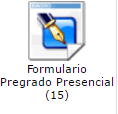 Formulario
Pregrado Presencial
(15)